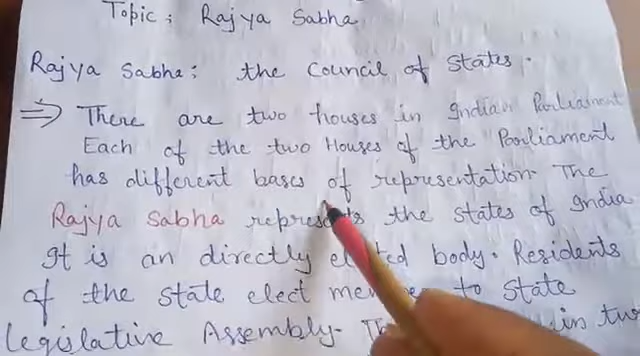 Topic : Rajya Sabha
Rajya Sabha : the Council of States .
⇒ There are two houses in Indian Parliament
Each of the two Houses of the Parliament
has different bases of representation. The
Rajya Sabha represents the states of India
It is an directly elected body. Residents
of the state elect to State
Legislative Assembly. in